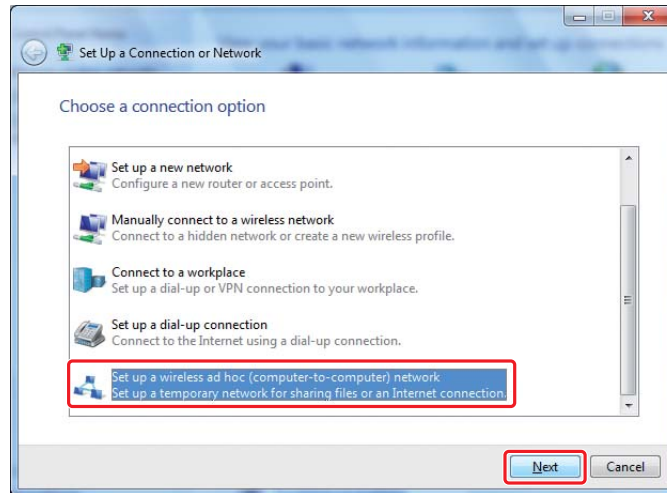 Set Up a Connection or Network
Choose a connection option
Set up a new network
Configure a new router or access point.
Manually connect to a wireless network
Connect to a hidden network or create a new wireless profile.
Connect to a workplace
Set up a dial-up or VPN connection to your workplace.
Set up a dial-up connection
Connect to the Internet using a dial-up connection.
Set up a wireless ad hoc (computer-to-computer) network
Set up a temporary network for sharing files or an Internet connection.
Next
Cancel